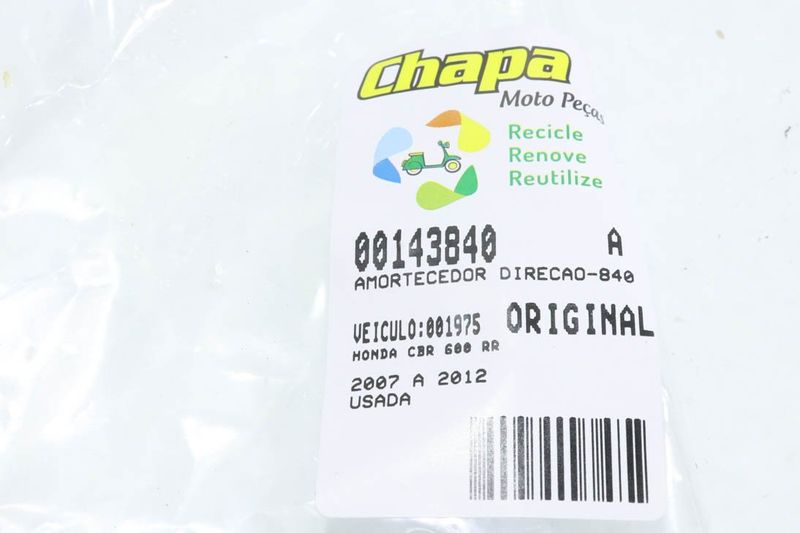 Chapa
Moto Peças
Recicle
Renove
Reutilize
00143840 A
AMORTECEDOR DIRECAO-840
VEICULO:001975 ORIGINAL
HONDA CBR 600 RR
2007 A 2012
USADA